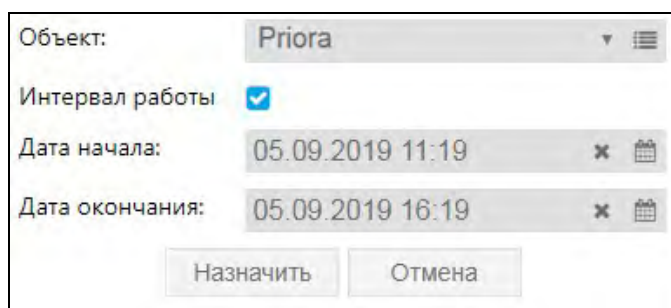 Объект: Priora
Интервал работы
Дата начала: 05.09.2019 11:19
Дата окончания: 05.09.2019 16:19
Назначить Отмена